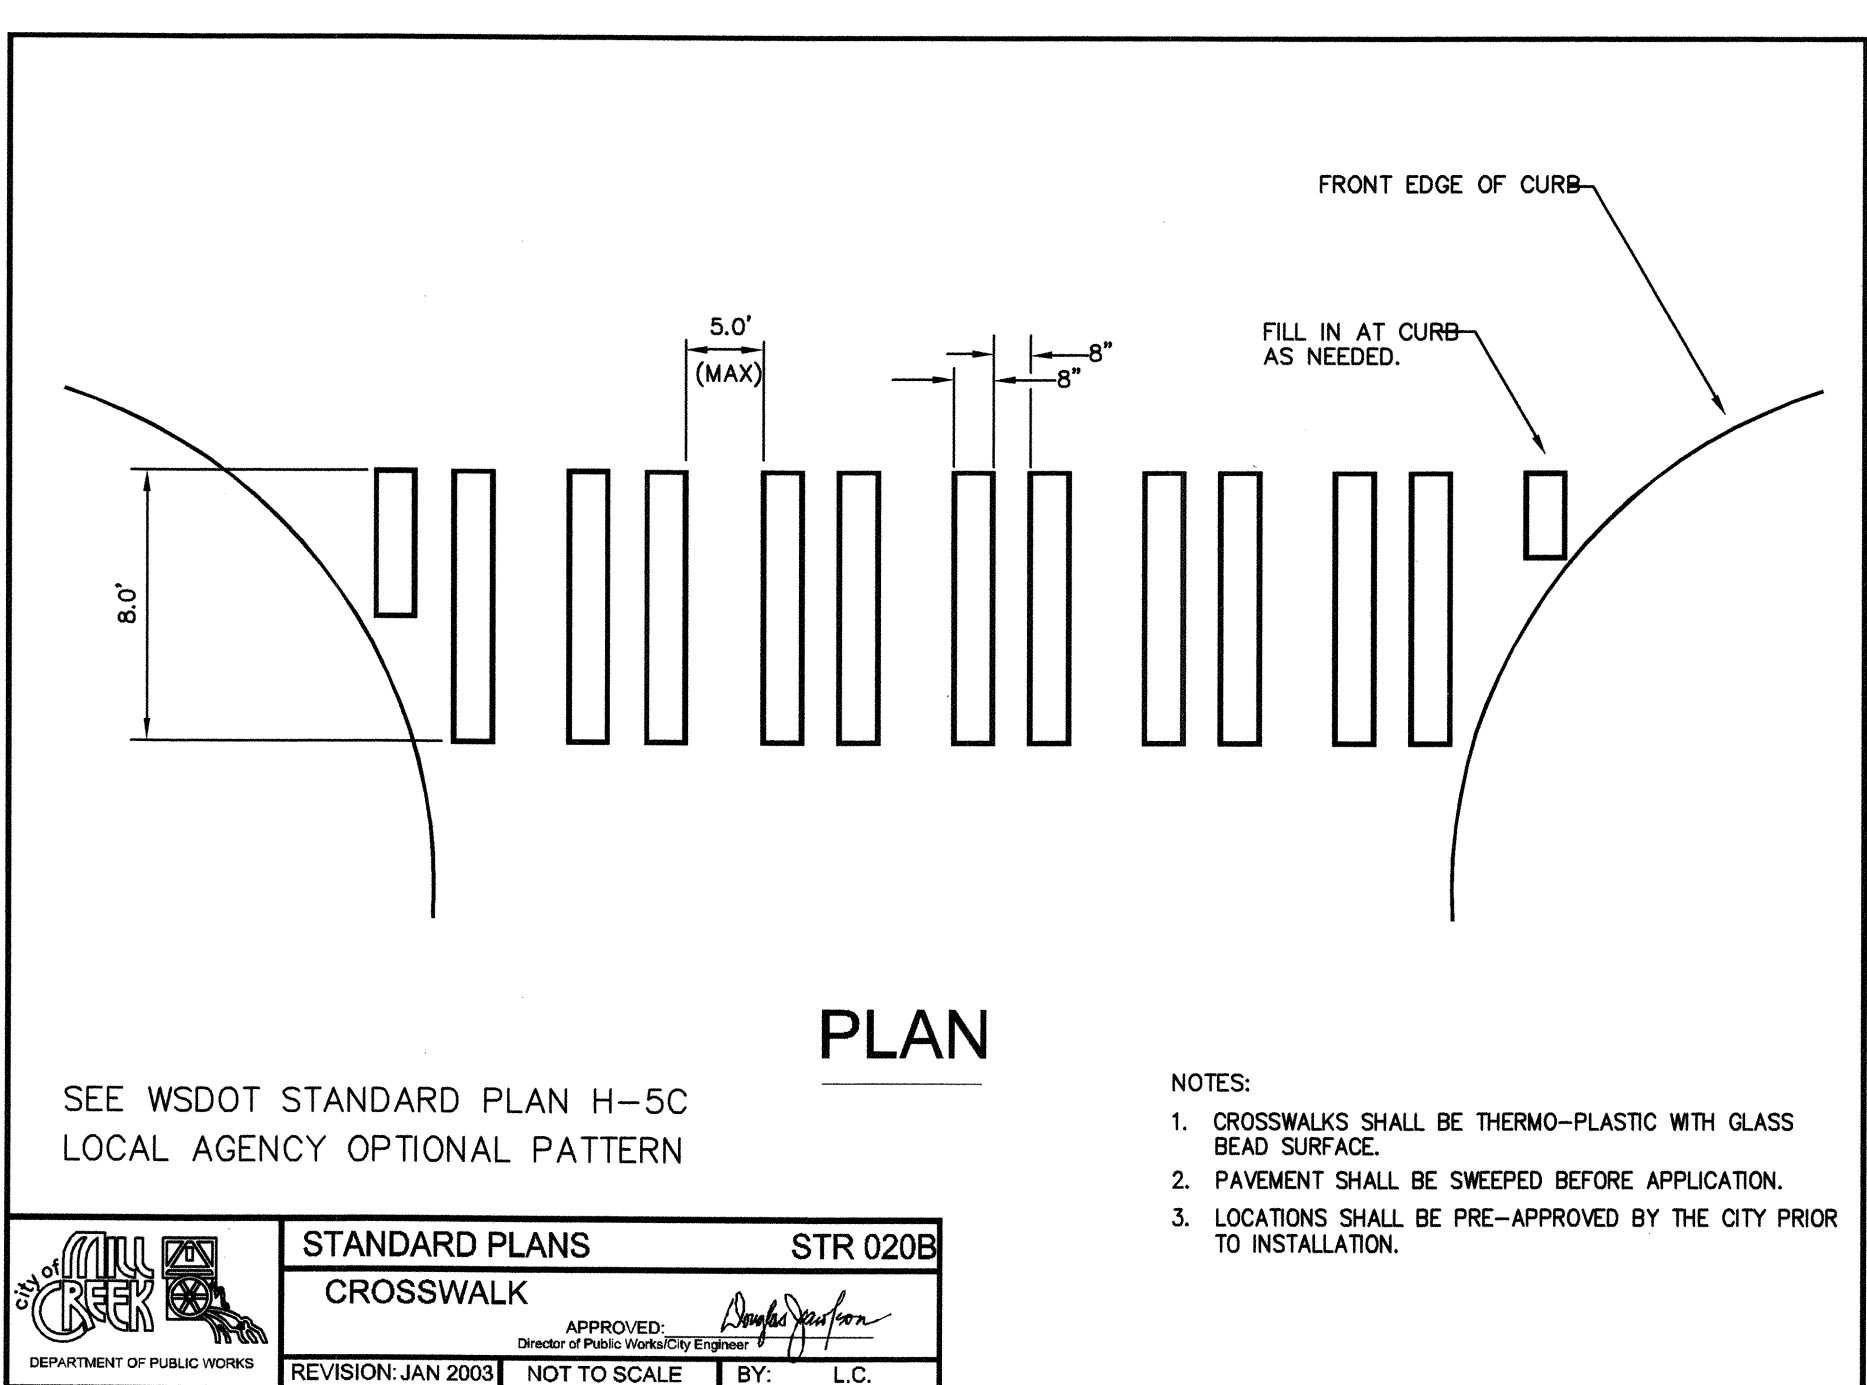 FRONT EDGE OF CURB
5.0'
(MAX)
8"
8"
FILL IN AT CURB
AS NEEDED.
8.0'
PLAN
SEE WSDOT STANDARD PLAN H-5C
LOCAL AGENCY OPTIONAL PATTERN
NOTES:
1. CROSSWALKS SHALL BE THERMO-PLASTIC WITH GLASS
BEAD SURFACE.
2. PAVEMENT SHALL BE SWEEPED BEFORE APPLICATION.
3. LOCATIONS SHALL BE PRE-APPROVED BY THE CITY PRIOR
TO INSTALLATION.
city of MILL
CREEK
DEPARTMENT OF PUBLIC WORKS
STANDARD PLANS STR 020B
CROSSWALK
APPROVED:
Director of Public Works/City Engineer
REVISION: JAN 2003 NOT TO SCALE BY: L.C.